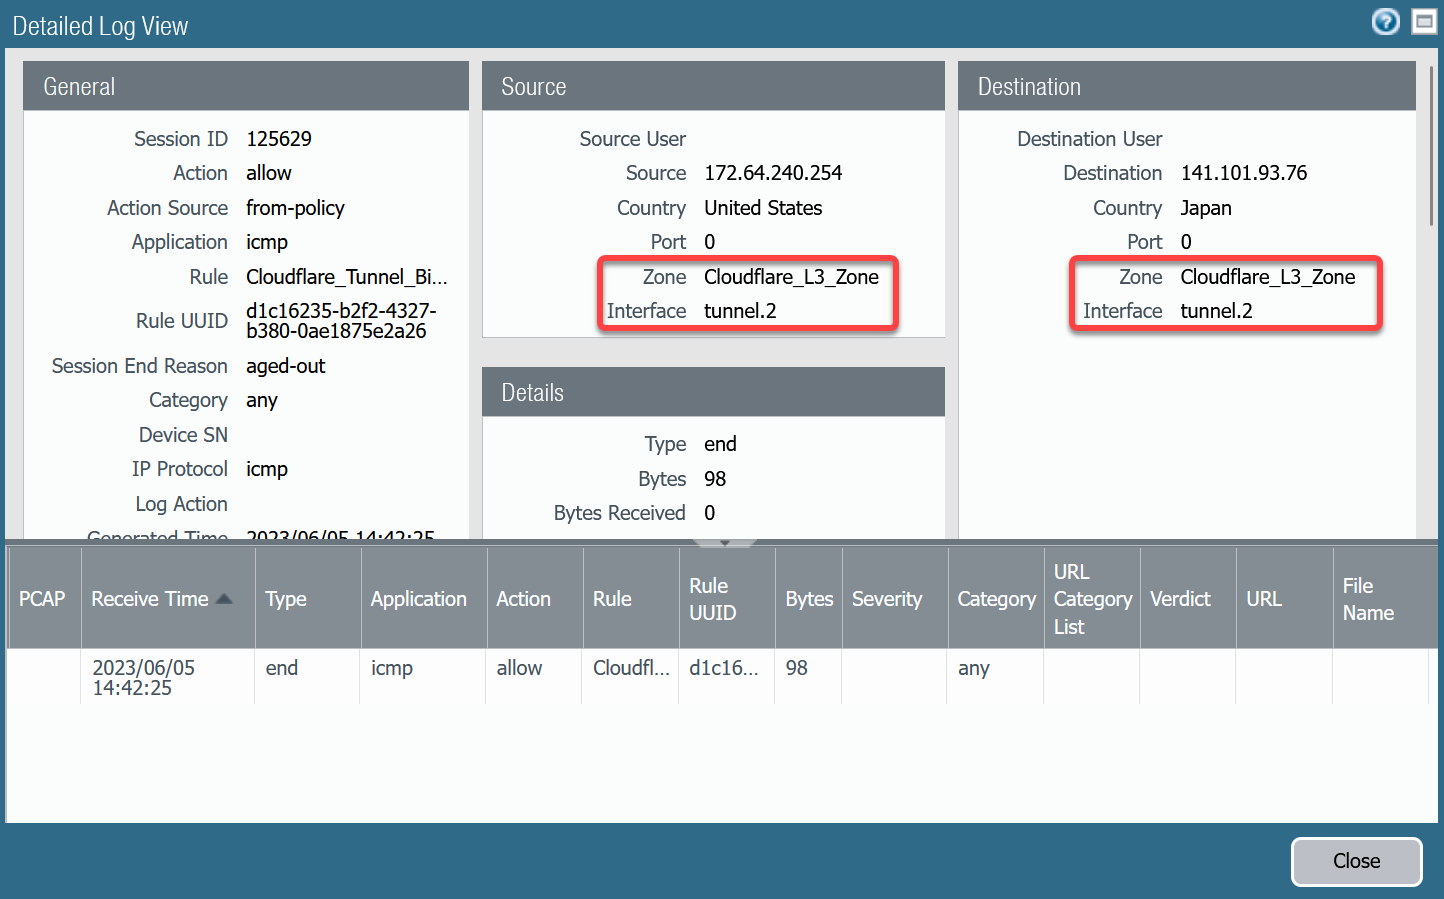 Detailed Log View
General
Session ID 125629
Action allow
Action Source from-policy
Application icmp
Rule Cloudflare_Tunnel_Bi...
Rule UUID d1c16235-b2f2-4327-
b380-0ae1875e2a26
Session End Reason aged-out
Category any
Device SN
IP Protocol icmp
Log Action
Generated Time 2023/06/05 14:42:25
Source
Source User
Source 172.64.240.254
Country United States
Port 0
Zone Cloudflare_L3_Zone
Interface tunnel.2
Details
Type end
Bytes 98
Bytes Received 0
Destination
Destination User
Destination 141.101.93.76
Country Japan
Port 0
Zone Cloudflare_L3_Zone
Interface tunnel.2
PCAP Receive Time Type Application Action Rule Rule UUID Bytes Severity Category URL Category List Verdict URL File Name
2023/06/05 14:42:25 end icmp allow Cloudfl... d1c16... 98 any
Close